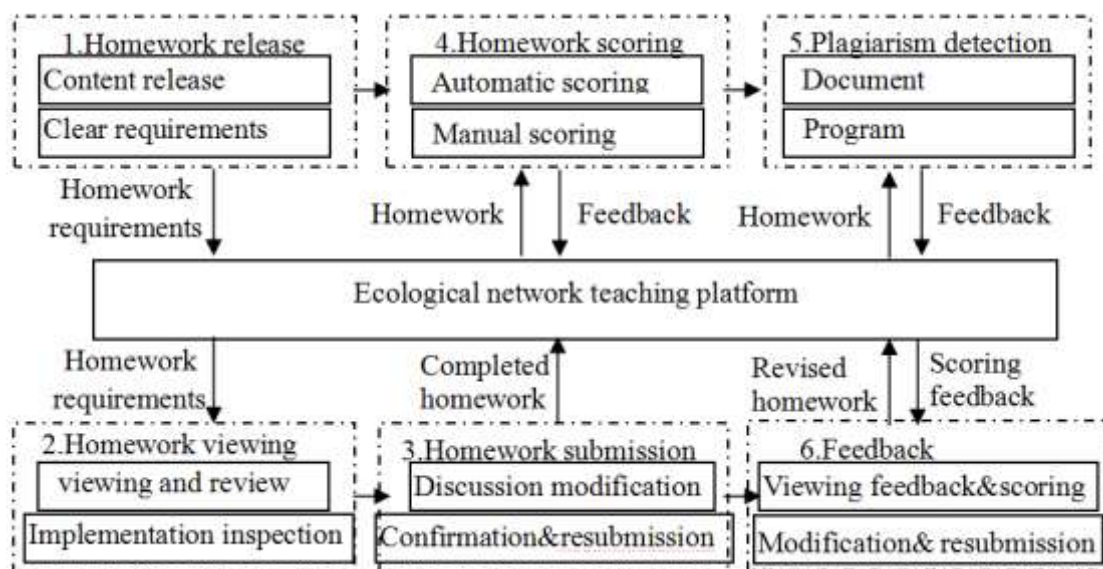 1.Homework release
Content release
Clear requirements
4.Homework scoring
Automatic scoring
Manual scoring
5.Plagiarism detection
Document
Program
Homework
requirements
Homework
Feedback
Homework
Feedback
Ecological network teaching platform
Homework
requirements
Completed
homework
Revised
homework
Scoring
feedback
2.Homework viewing
viewing and review
Implementation inspection
3.Homework submission
Discussion modification
Confirmation&resubmission
6.Feedback
Viewing feedback&scoring
Modification& resubmission